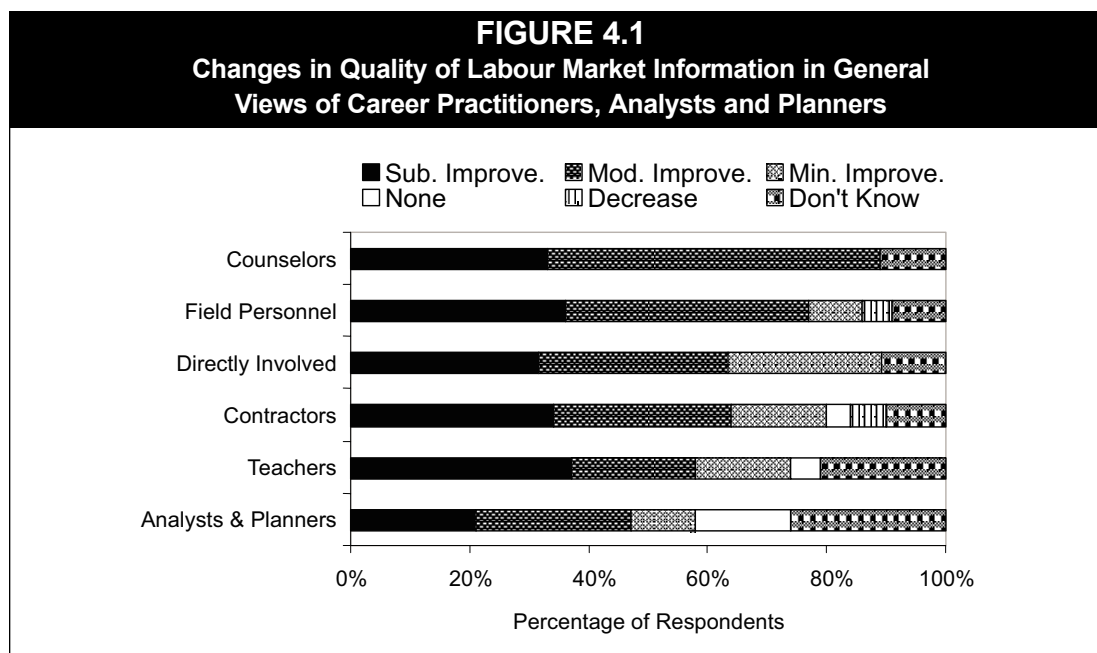 FIGURE 4.1
Changes in Quality of Labour Market Information in General
Views of Career Practitioners, Analysts and Planners
Sub. Improve. Mod. Improve. Min. Improve.
None Decrease Don't Know
Counselors
Field Personnel
Directly Involved
Contractors
Teachers
Analysts & Planners
0% 20% 40% 60% 80% 100%
Percentage of Respondents